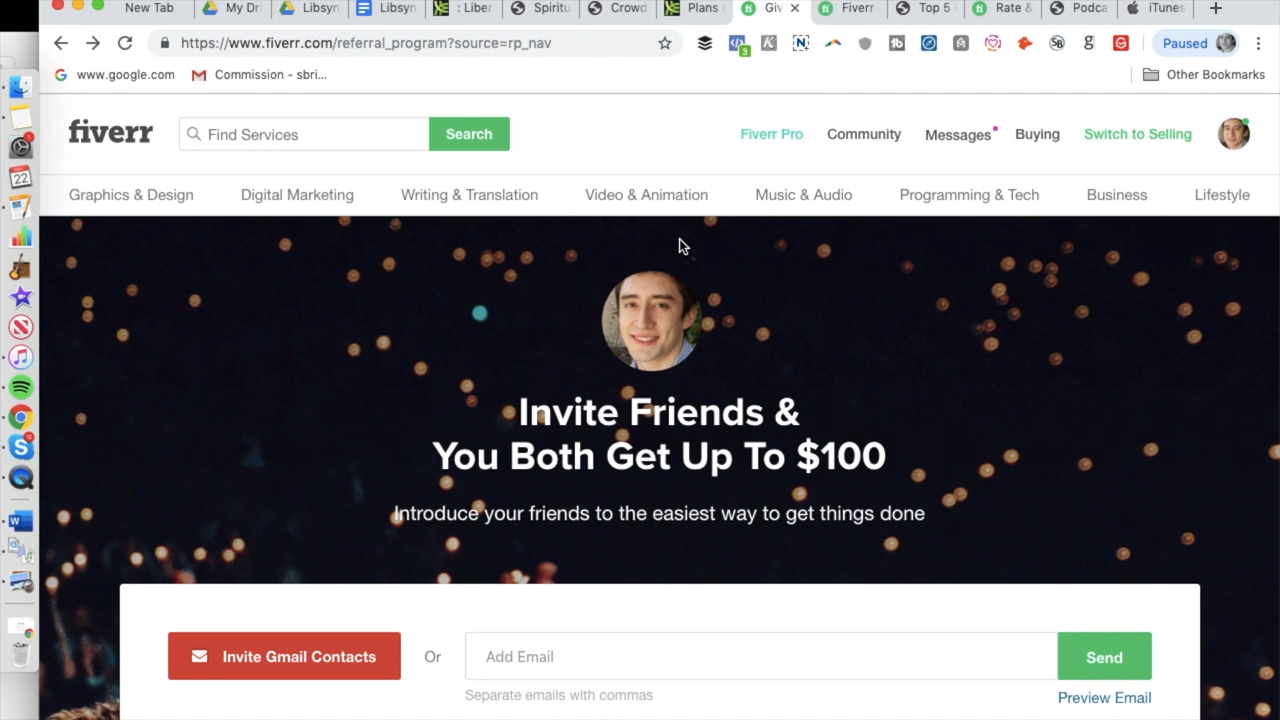 New Tab
My Dri
Libsyn
Libsyn
: Liber
Spiritu
Crowd
Plans
Giv
Fiverr
Top 5
Rate &
Podca
iTunes
https://www.fiverr.com/referral_program?source=rp_nav
3
Paused
www.google.com
Commission - sbri...
Other Bookmarks
fiverr
Find Services
Search
Fiverr Pro
Community
Messages
Buying
Switch to Selling
Graphics & Design
Digital Marketing
Writing & Translation
Video & Animation
Music & Audio
Programming & Tech
Business
Lifestyle
22
Invite Friends &
You Both Get Up To $100
Introduce your friends to the easiest way to get things done
Invite Gmail Contacts
Or
Add Email
Send
Separate emails with commas
Preview Email